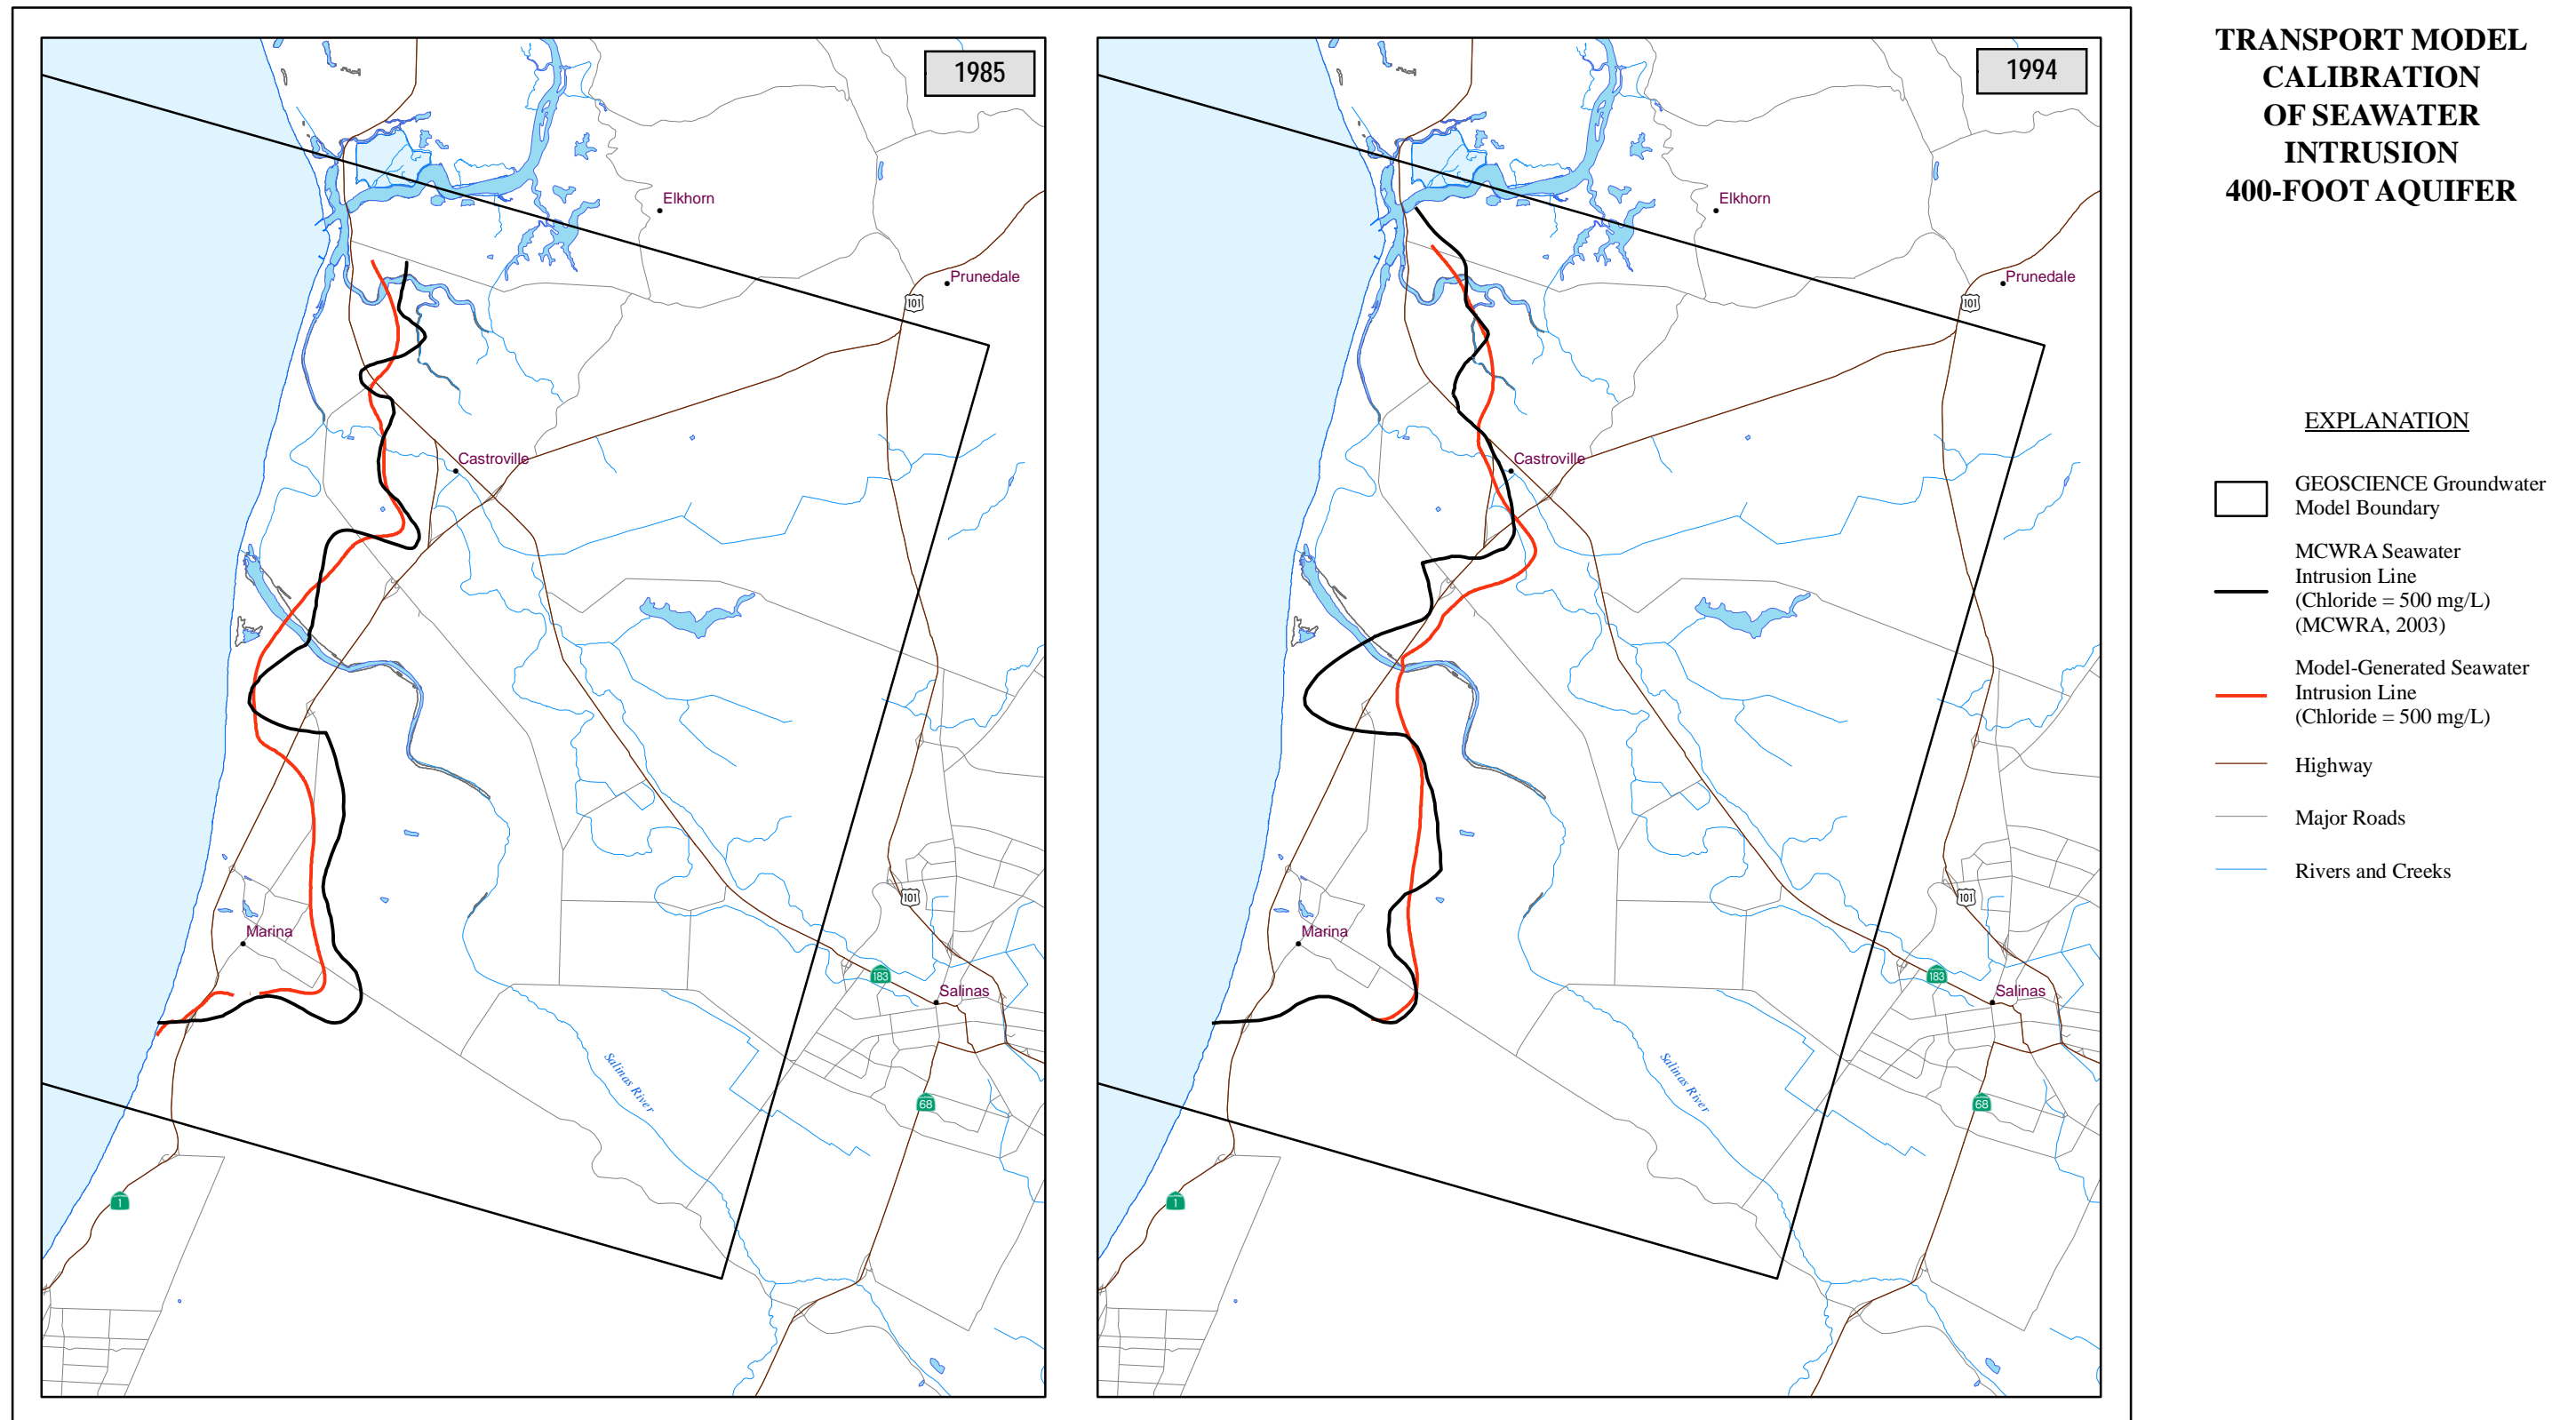 1985
Elkhorn
Prunedale
101
Castroville
Marina
101
183
Salinas
Salinas River
68
1
1994
Elkhorn
Prunedale
101
Castroville
Marina
101
183
Salinas
Salinas River
68
1
TRANSPORT MODEL
CALIBRATION
OF SEAWATER
INTRUSION
400-FOOT AQUIFER
EXPLANATION
GEOSCIENCE Groundwater
Model Boundary
MCWRA Seawater
Intrusion Line
(Chloride = 500 mg/L)
(MCWRA, 2003)
Model-Generated Seawater
Intrusion Line
(Chloride = 500 mg/L)
Highway
Major Roads
Rivers and Creeks